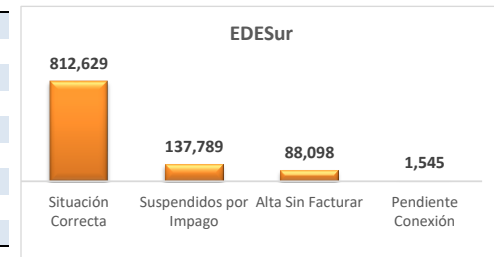 EDESur
812,629
137,789
88,098
1,545
Situación Correcta
Suspendidos por Impago
Alta Sin Facturar
Pendiente Conexión